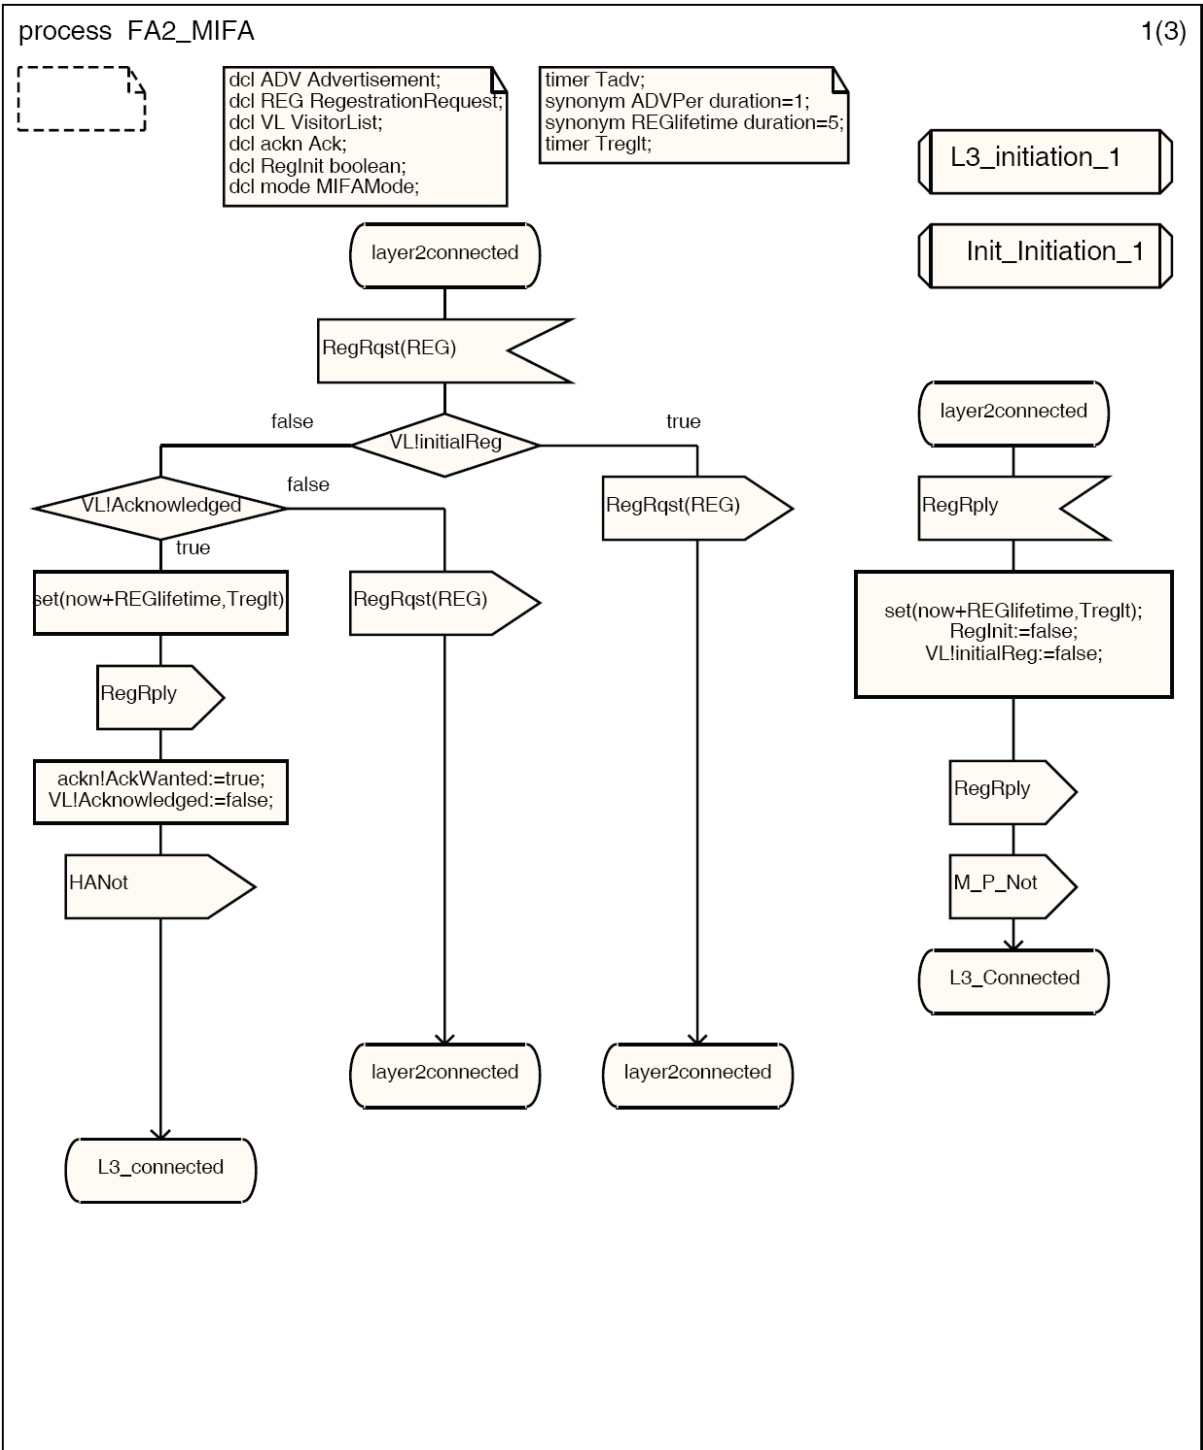 process FA2_MIFA
1(3)
dcl ADV Advertisement;
dcl REG RegestrationRequest;
dcl VL VisitorList;
dcl ackn Ack;
dcl RegInit boolean;
dcl mode MIFAMode;
timer Tadv;
synonym ADVPer duration=1;
synonym REGlifetime duration=5;
timer Treglt;
L3_initiation_1
Init_Initiation_1
layer2connected
RegRqst(REG)
false
VL!initialReg
true
VL!Acknowledged
false
true
RegRqst(REG)
set(now+REGlifetime,Treglt)
RegRqst(REG)
RegRply
ackn!AckWanted:=true;
VL!Acknowledged:=false;
HANot
layer2connected
layer2connected
L3_connected
layer2connected
RegRply
set(now+REGlifetime,Treglt);
RegInit:=false;
VL!initialReg:=false;
RegRply
M_P_Not
L3_Connected